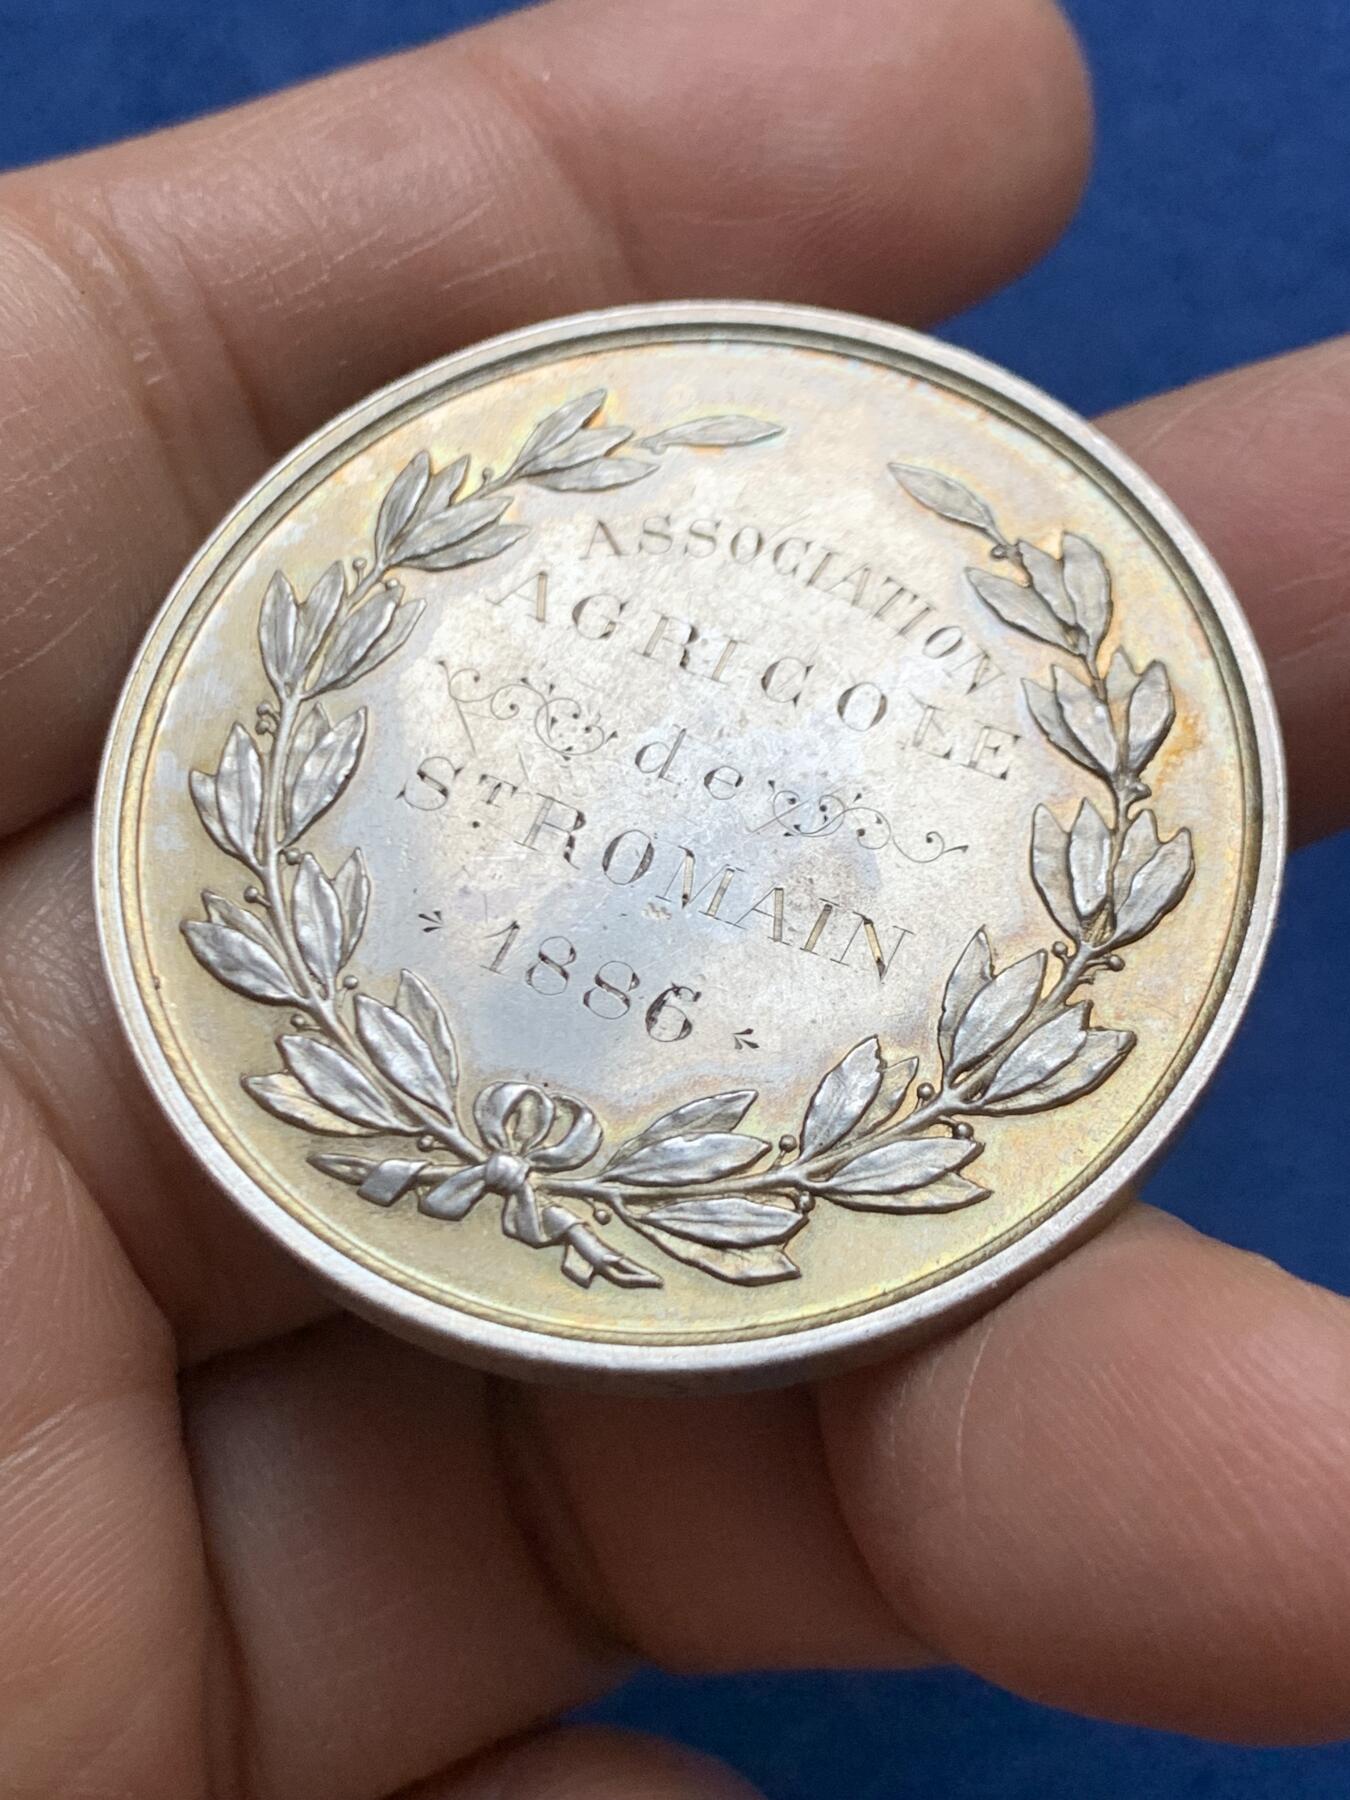 ASSOCIATION
AGRICOLE
de
ST ROMAIN
1886